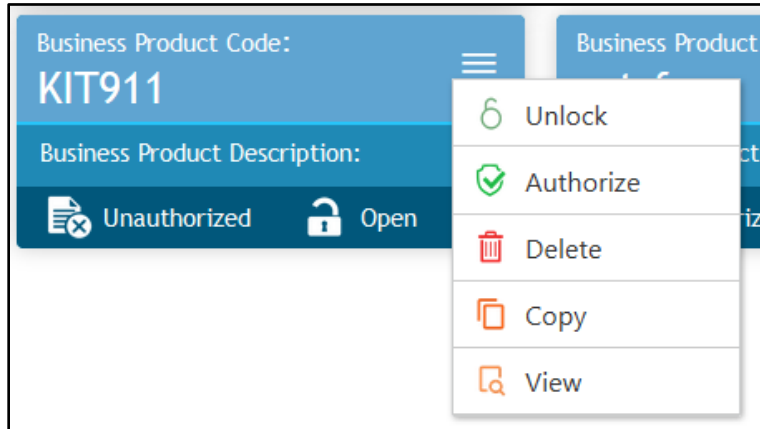 Business Product Code:
KIT911
Business Product Description:
Unauthorized
Open
Unlock
Authorize
Delete
Copy
View
Business Product